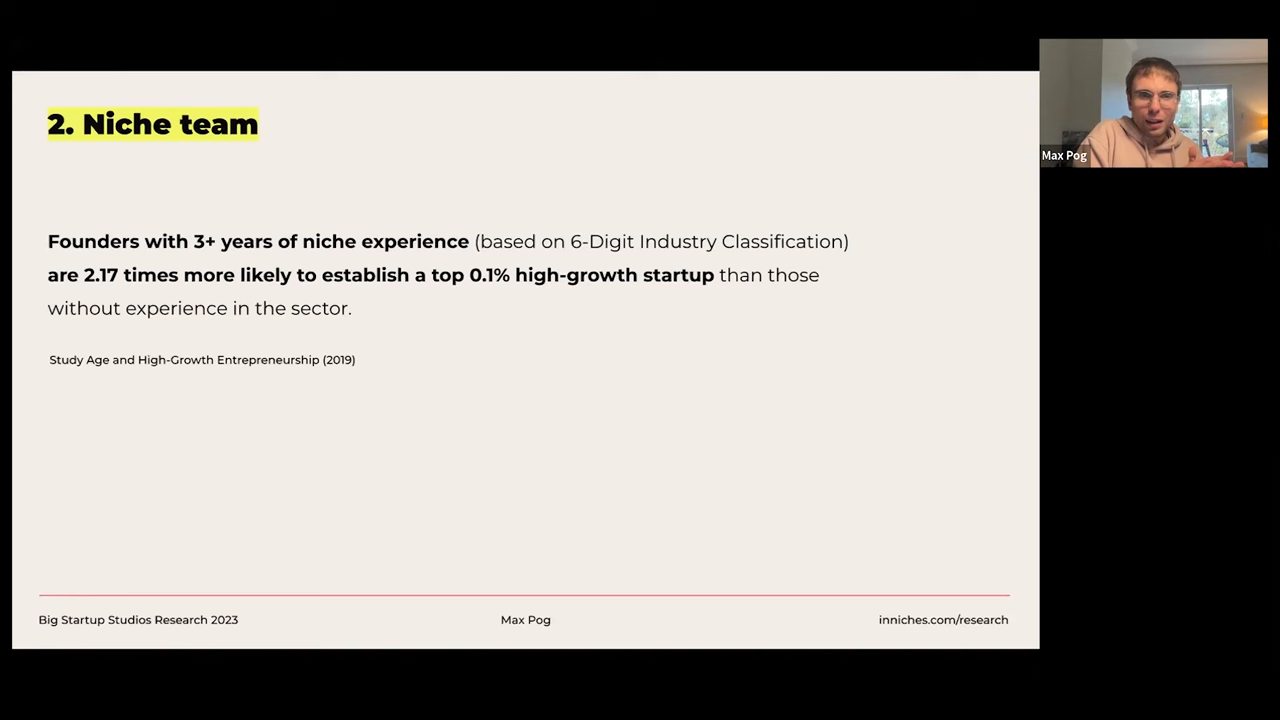 2. Niche team
Founders with 3+ years of niche experience (based on 6-Digit Industry Classification)
are 2.17 times more likely to establish a top 0.1% high-growth startup than those
without experience in the sector.
Study Age and High-Growth Entrepreneurship (2019)
Big Startup Studios Research 2023
Max Pog
inniches.com/research
Max Pog